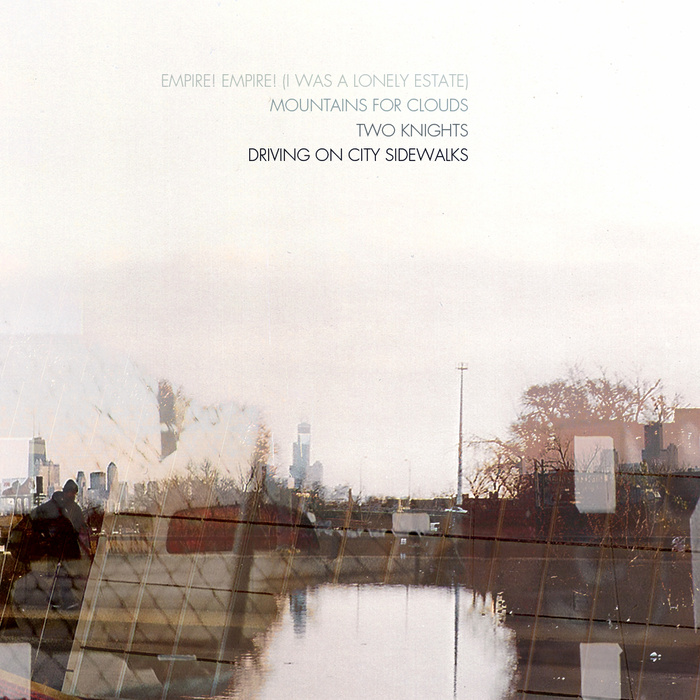 EMPIRE! EMPIRE! (I WAS A LONELY ESTATE)
MOUNTAINS FOR CLOUDS
TWO KNIGHTS
DRIVING ON CITY SIDEWALKS